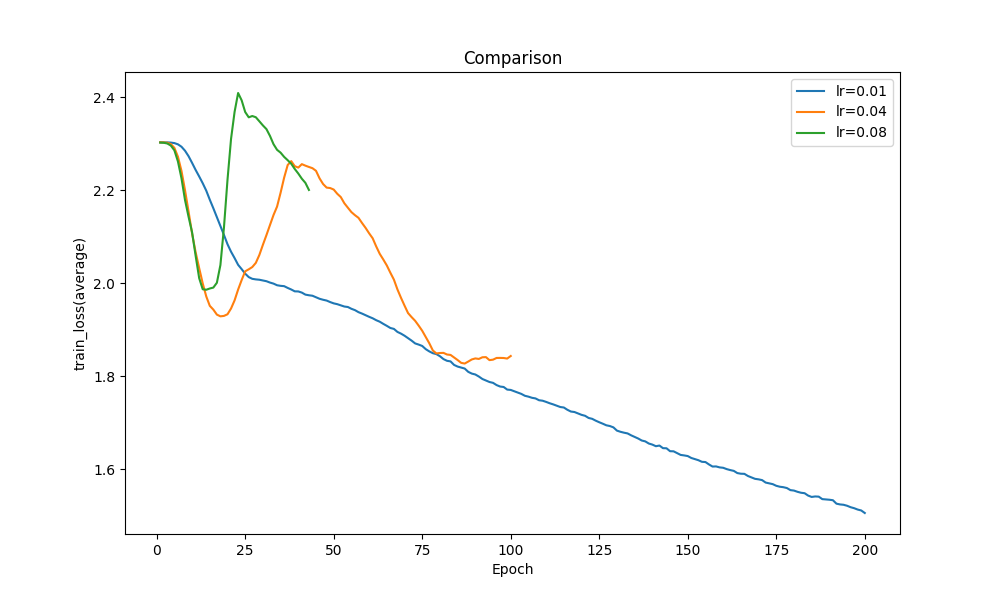 Comparison
lr=0.01
lr=0.04
lr=0.08
train_loss(average)
2.4
2.2
2.0
1.8
1.6
0 25 50 75 100 125 150 175 200
Epoch